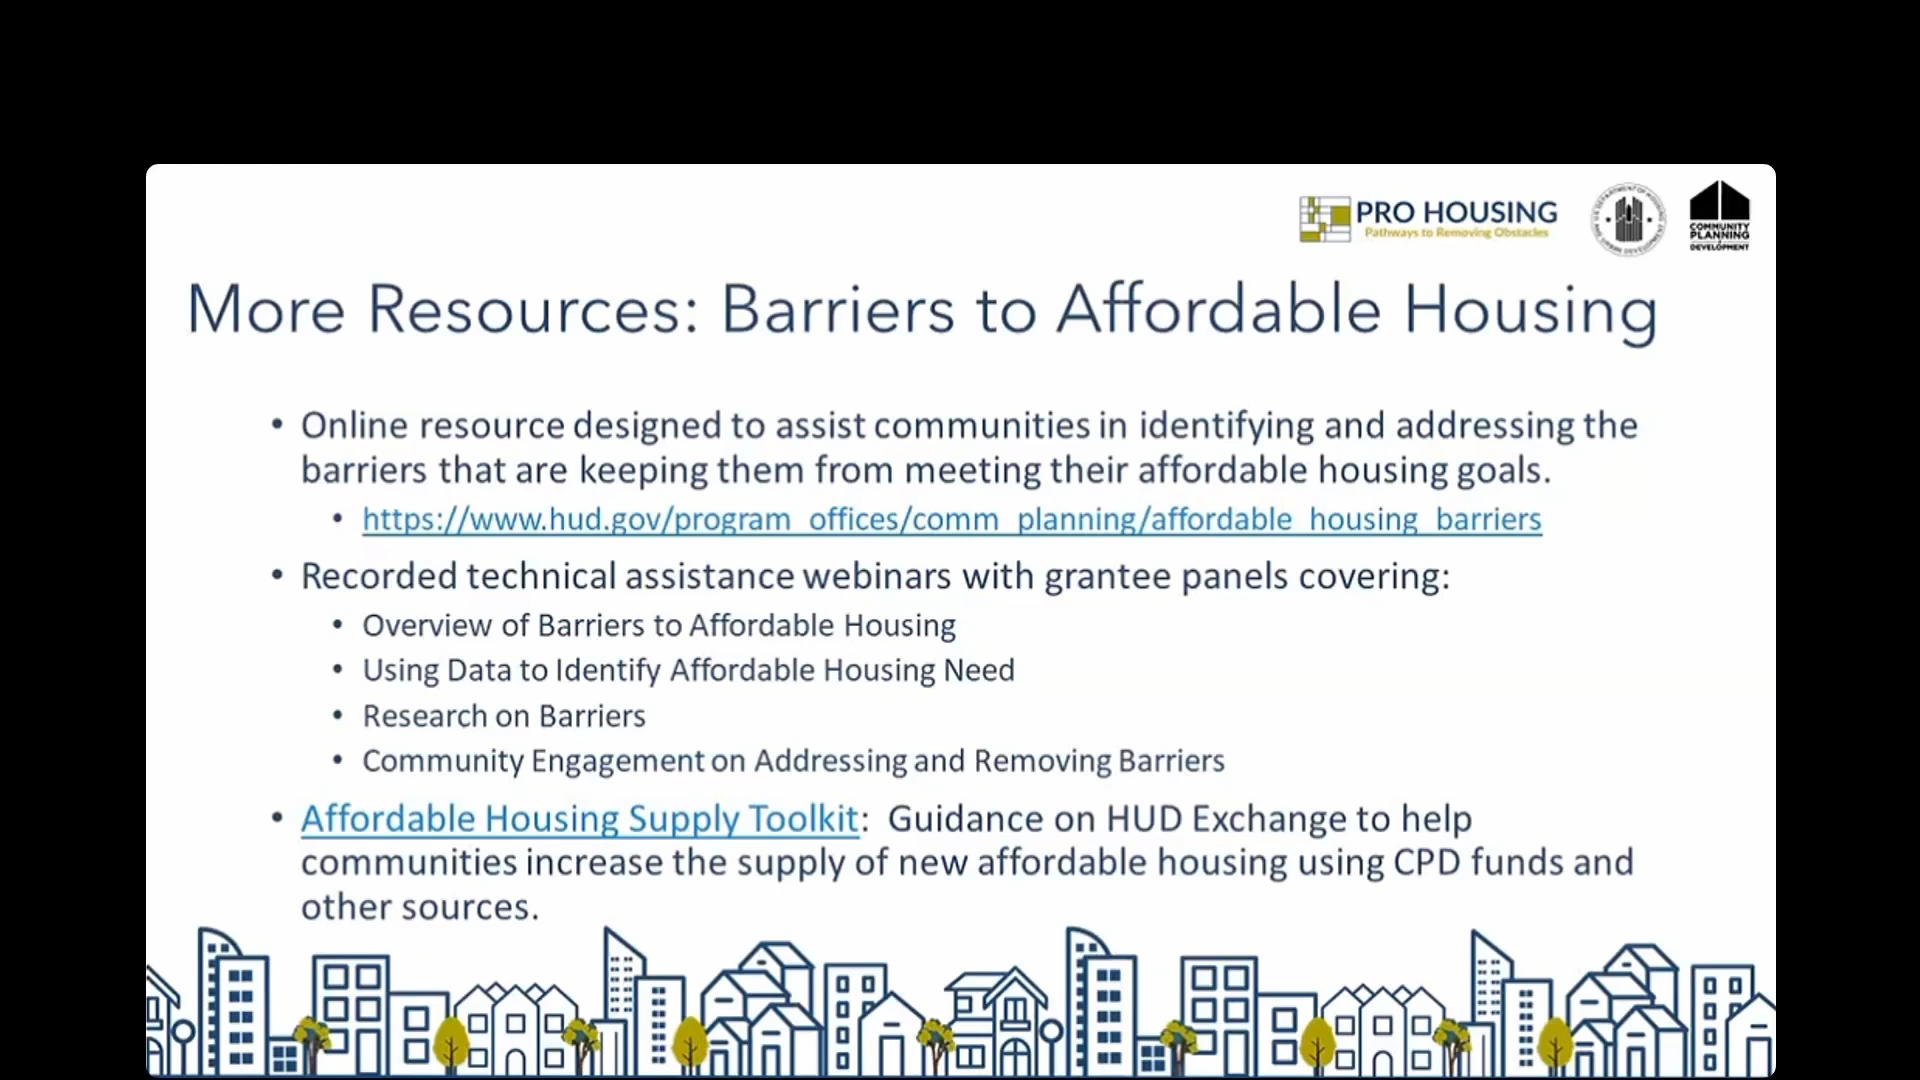 PRO HOUSING
Pathways to Removing Obstacles
COMMUNITY
PLANNING
DEVELOPMENT
More Resources: Barriers to Affordable Housing
• Online resource designed to assist communities in identifying and addressing the
barriers that are keeping them from meeting their affordable housing goals.
• https://www.hud.gov/program_offices/comm_planning/affordable_housing_barriers
• Recorded technical assistance webinars with grantee panels covering:
• Overview of Barriers to Affordable Housing
• Using Data to Identify Affordable Housing Need
• Research on Barriers
• Community Engagement on Addressing and Removing Barriers
• Affordable Housing Supply Toolkit: Guidance on HUD Exchange to help
communities increase the supply of new affordable housing using CPD funds and
other sources.